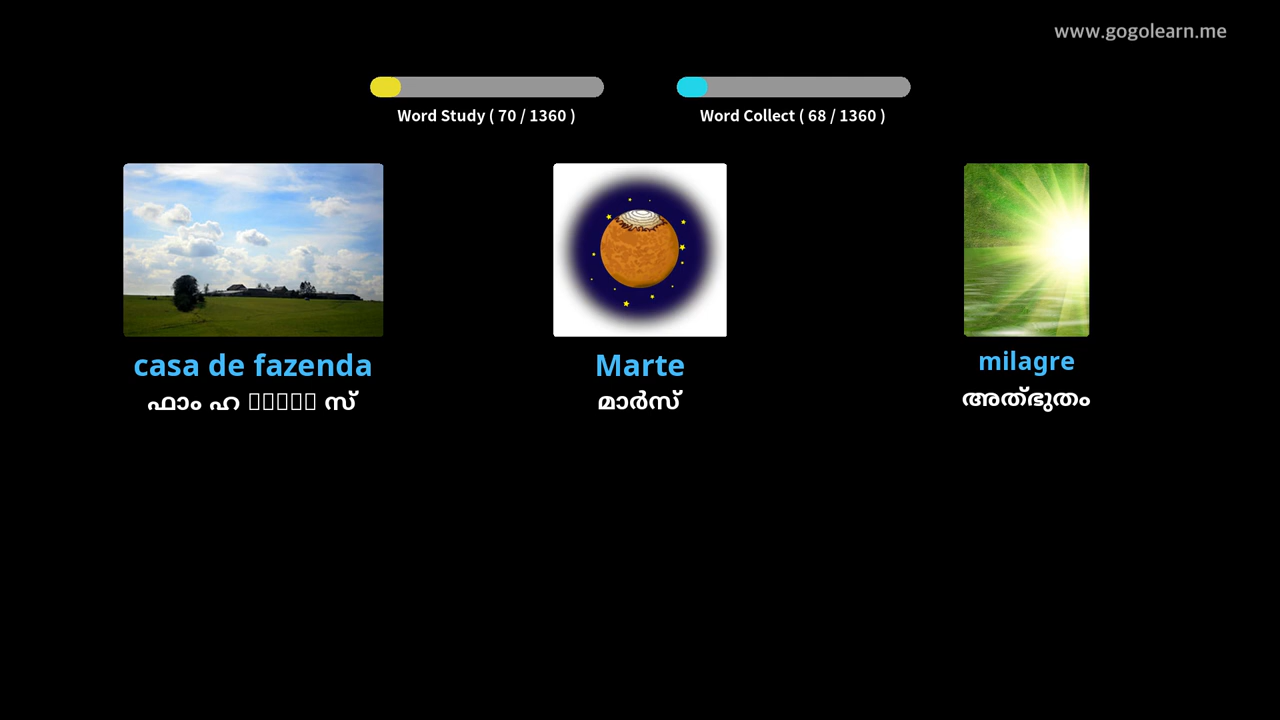 www.gogolearn.me
Word Study ( 70 / 1360 )
Word Collect ( 68 / 1360 )
casa de fazenda
Marte
milagre
ഫാം ഹ സ്
മാർസ്
അത്ഭുതം